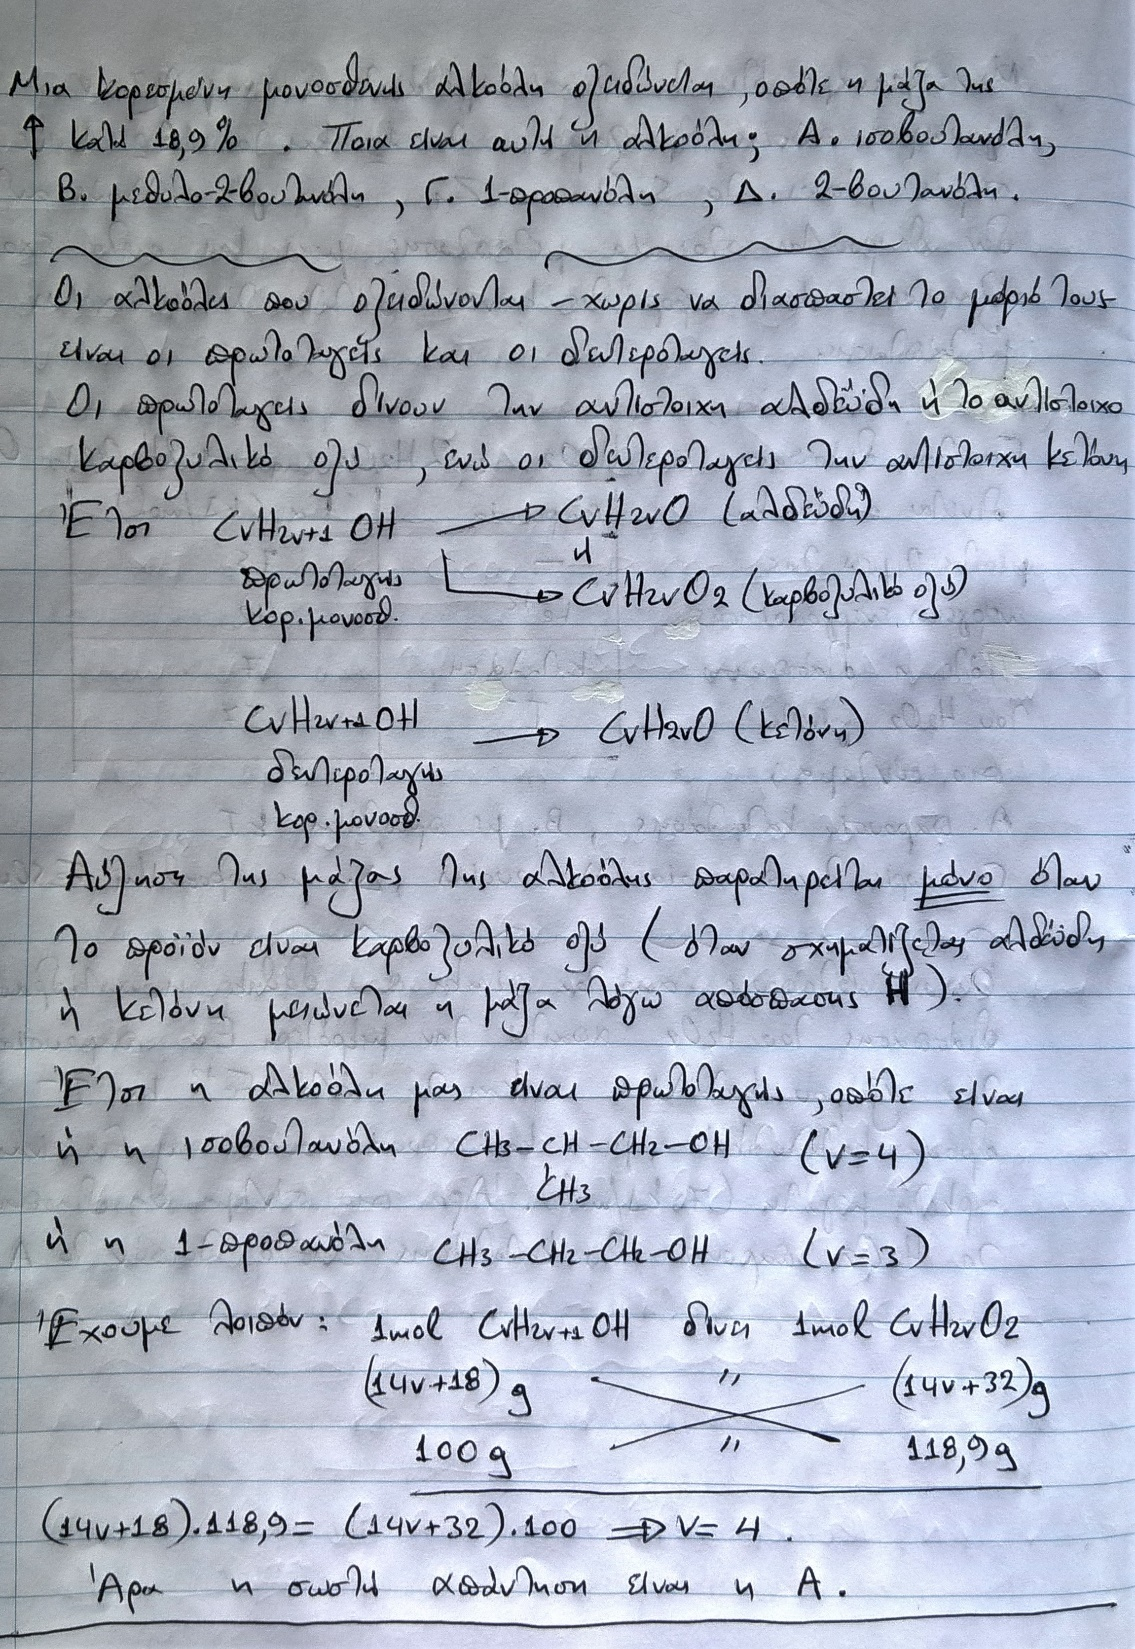 Μια κορεσμένη μονοσθενής αλκοόλη οξειδώνεται, οπότε η μάζα της
↑ κατά 18,9% . Ποια είναι αυτή η αλκοόλη; Α. ισοβουτανόλη,
Β. μεθυλο-2-βουτανόλη, Γ. 1-προπανόλη, Δ. 2-βουτανόλη.
Οι αλκοόλες που οξειδώνονται - χωρίς να διασπαστεί το μόριό τους-
είναι οι πρωτοταγείς και οι δευτεροταγείς.
Οι πρωτοταγείς δίνουν την αντίστοιχη αλδεΰδη ή το αντίστοιχο
καρβοξυλικό οξύ , ενώ οι δευτεροταγείς την αντίστοιχη κετόνη
Έτσι CνH2ν+1 OH → CνH2νO (αλδεΰδη)
ή
πρωτοταγής → CνH2νO2 (καρβοξυλικό οξύ)
κορ. μονοσθ.
CνH2ν+1OH → CνH2νO (κετόνη)
δευτεροταγής
κορ. μονοσθ.
Αύξηση της μάζας της αλκοόλης παρατηρείται μόνο όταν
το προϊόν είναι καρβοξυλικό οξύ (όταν σχηματίζεται αλδεΰδη
ή κετόνη μειώνεται η μάζα λόγω απόσπασης H).
Έτσι η αλκοόλη μας είναι πρωτοταγής, οπότε είναι
ή η ισοβουτανόλη CH3-CH-CH2-OH (ν=4)
CH3
ή η 1-προπανόλη CH3-CH2-CH2-OH (ν=3)
Έχουμε λοιπόν: 1mol CνH2ν+1OH δίνει 1mol CνH2νO2
(14ν+18)g " (14ν+32)g
100g " 118,9g
(14ν+18).118,9= (14ν+32).100 ⇒ ν= 4 .
Άρα η σωστή απάντηση είναι η Α.